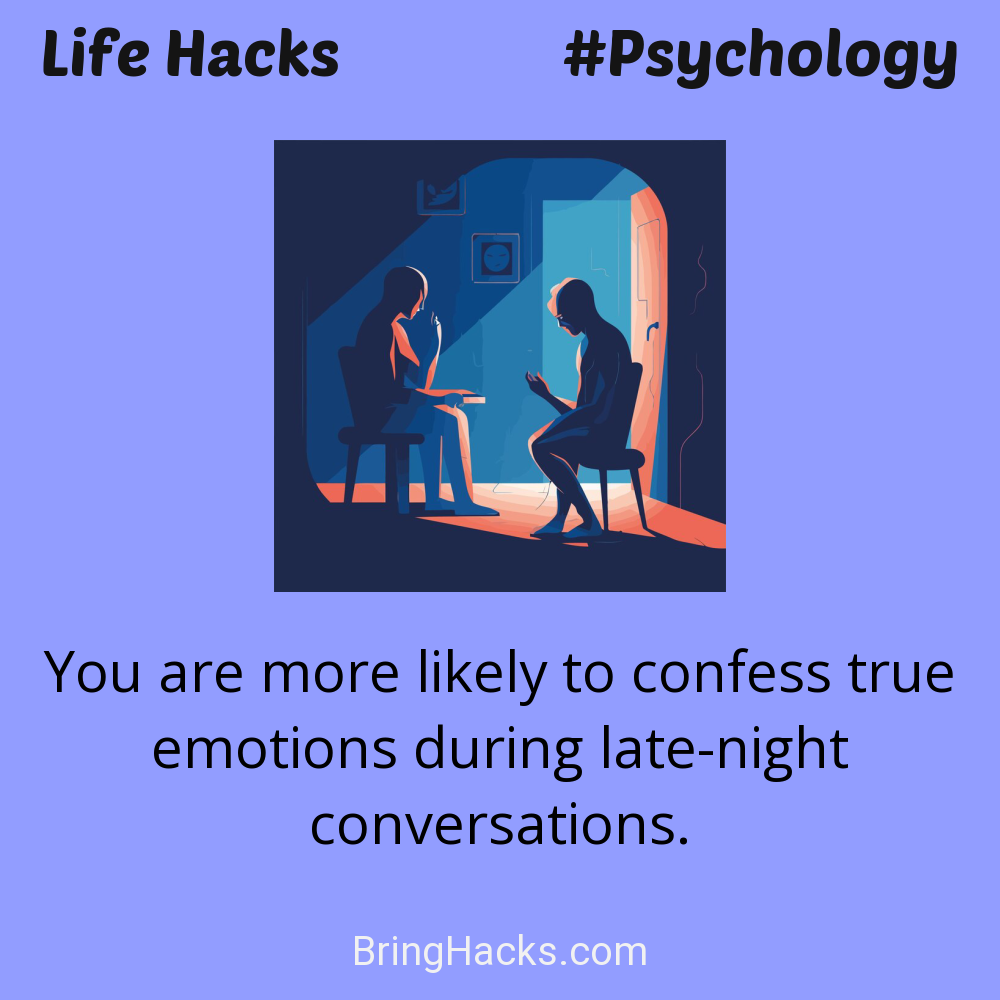 Life Hacks
#Psychology
You are more likely to confess true
emotions during late-night
conversations.
BringHacks.com